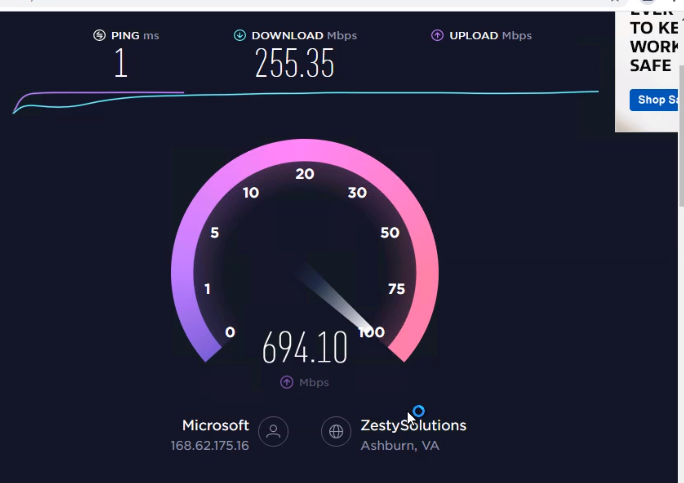 PING ms
DOWNLOAD Mbps
UPLOAD Mbps
1
255.35
TO KE
WORK
SAFE
Shop Sa
20
10
30
5
50
1
75
0
100
694.10
Mbps
Microsoft
168.62.175.16
ZestySolutions
Ashburn, VA